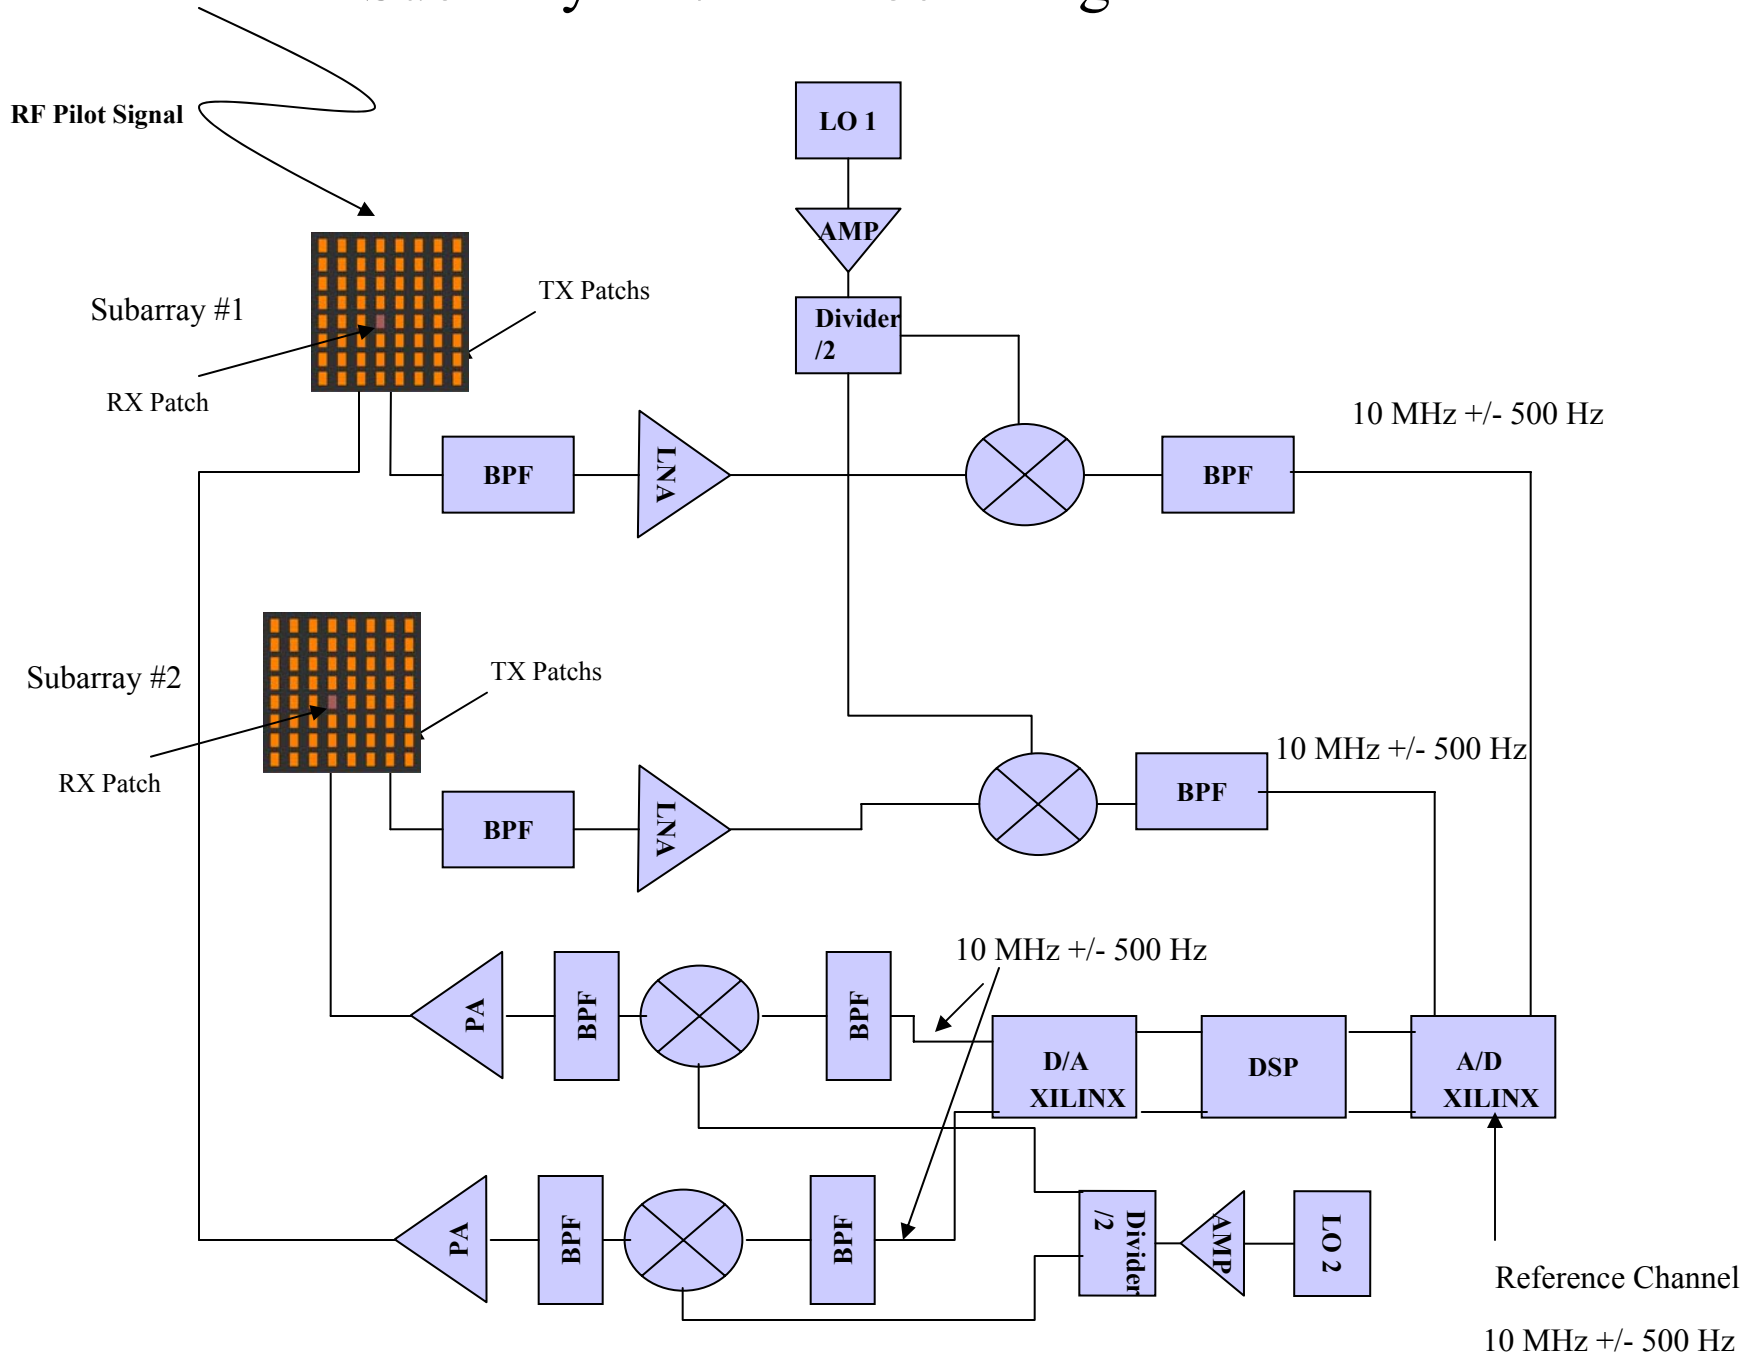 RF Pilot Signal
LO 1
AMP
Divider
/2
Subarray #1
TX Patchs
RX Patch
10 MHz +/- 500 Hz
BPF
LNA
BPF
Subarray #2
TX Patchs
RX Patch
10 MHz +/- 500 Hz
BPF
BPF
LNA
10 MHz +/- 500 Hz
PA
BPF
BPF
D/A
XILINX
DSP
A/D
XILINX
PA
BPF
BPF
Divider
/2
AMP
LO 2
Reference Channel
10 MHz +/- 500 Hz